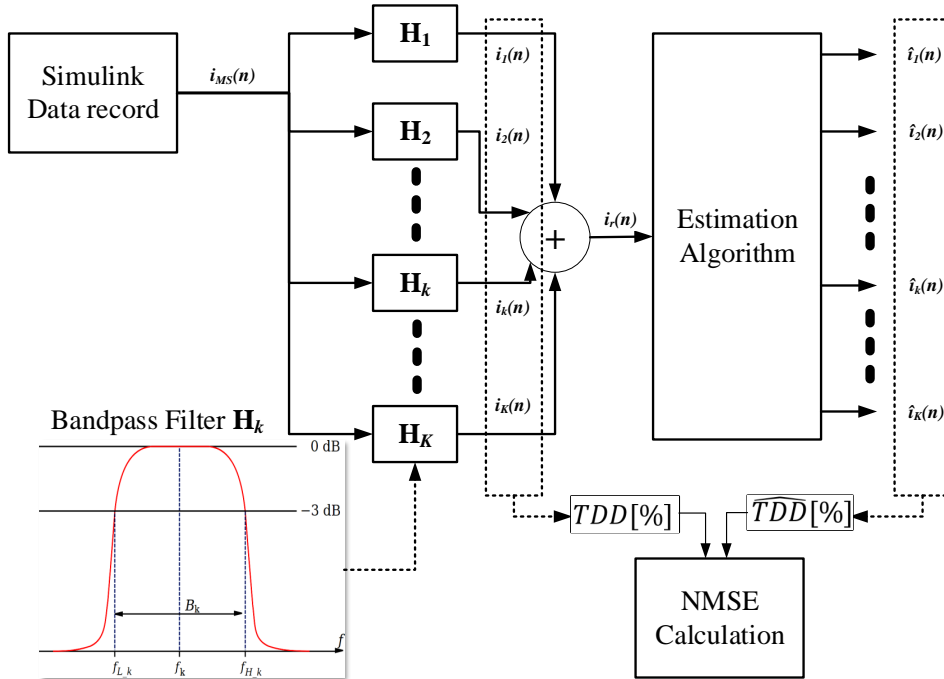 Simulink
Data record
i_MS(n)
H_1
H_2
H_k
H_K
i_1(n)
i_2(n)
i_k(n)
i_K(n)
+
i_r(n)
Estimation
Algorithm
î_1(n)
î_2(n)
î_k(n)
î_K(n)
Bandpass Filter H_k
0 dB
−3 dB
B_k
f
f_L_k
f_k
f_H_k
TDD[%]
\widehat{TDD}[%]
NMSE
Calculation